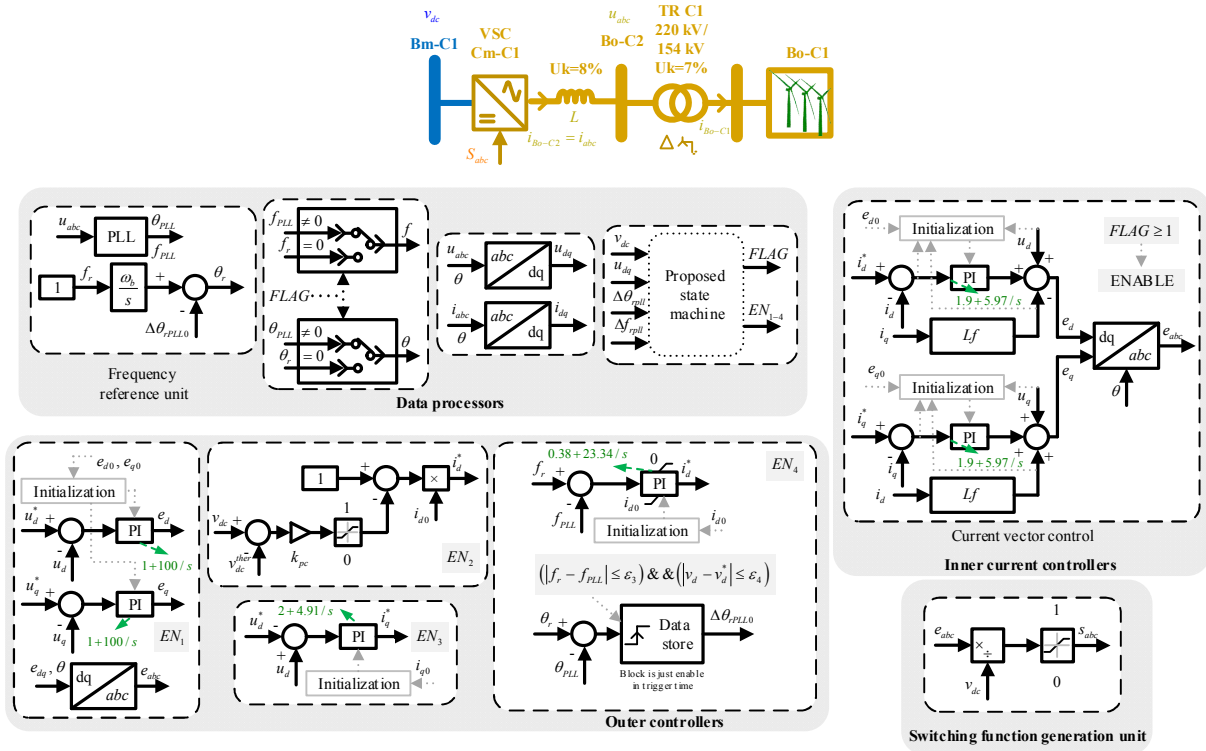 v_dc
Bm-C1
VSC
Cm-C1
Uk=8%
L
i_Bo-C2 = i_abc
S_abc
u_abc
Bo-C2
TR C1
220 kV/
154 kV
Uk=7%
Δ
i_Bo-C1
Bo-C1
u_abc
PLL
θ_PLL
f_PLL
1
f_r
ω_b
s
+
-
θ_r
Δθ_rPLL0
Frequency
reference unit
f_PLL ≠ 0
f_r = 0
f
FLAG
θ_PLL ≠ 0
θ_r = 0
θ
u_abc
θ
abc
dq
u_dq
i_abc
θ
abc
dq
i_dq
v_dc
u_dq
Δθ_rpll
Δf_rpll
Proposed
state
machine
FLAG
EN_1−4
Data processors
e_d0
Initialization
u_d
i_d^*
-
i_d
PI
+
+
-
1.9+5.97/s
i_q
Lf
e_d
e_q0
Initialization
u_q
i_q^*
-
i_q
PI
+
+
+
1.9+5.97/s
i_d
Lf
e_q
dq
abc
e_abc
θ
FLAG ≥ 1
ENABLE
Current vector control
Inner current controllers
e_d0, e_q0
Initialization
u_d^*
-
u_d
PI
e_d
1+100/s
u_q^*
-
u_q
PI
e_q
1+100/s
EN_1
e_dq, θ
dq
abc
e_abc
1
+
-
×
i_d^*
i_d0
v_dc
+
-
v_dc^ther
k_pc
1
0
EN_2
u_d^*
-
+
u_d
2+4.91/s
PI
i_q^*
EN_3
Initialization
i_q0
0.38+23.34/s
0
f_r
+
-
f_PLL
PI
i_d^*
i_d0
EN_4
Initialization
i_d0
(|f_r − f_PLL| ≤ ε_3) & &(|v_d − v_d^*| ≤ ε_4)
θ_r
+
-
θ_PLL
Data
store
Δθ_rPLL0
Block is just enable
in trigger time
Outer controllers
e_abc
×
÷
v_dc
1
0
s_abc
Switching function generation unit